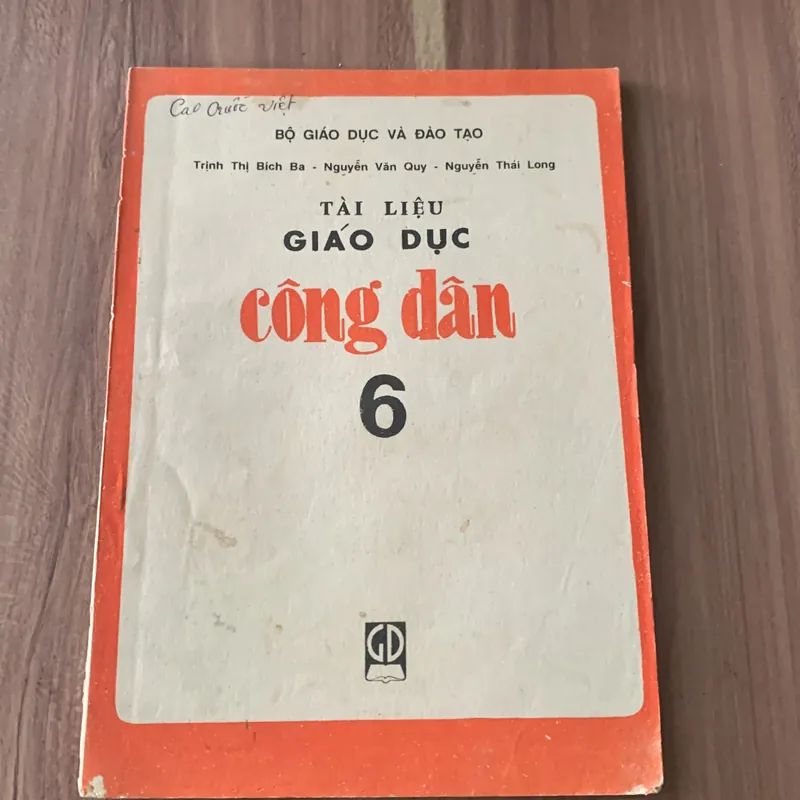 Cao Quốc Việt
BỘ GIÁO DỤC VÀ ĐÀO TẠO
Trịnh Thị Bích Ba - Nguyễn Văn Quy - Nguyễn Thái Long
TÀI LIỆU
GIÁO DỤC
công dân
6
GD